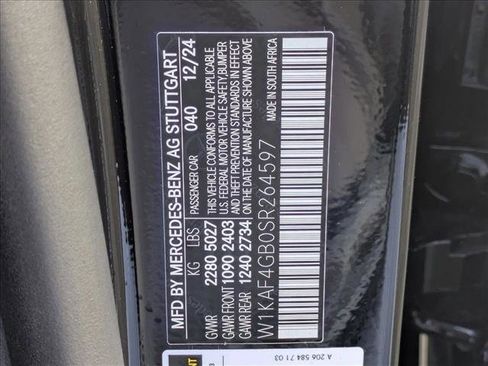 MFD BY MERCEDES-BENZ AG STUTTGART
PASSENGER CAR 040 12/24
KG LBS
GVWR 2280 5027
GAWR FRONT 1090 2403
GAWR REAR 1240 2734
THIS VEHICLE CONFORMS TO ALL APPLICABLE
U.S. FEDERAL MOTOR VEHICLE SAFETY, BUMPER
AND THEFT PREVENTION STANDARDS IN EFFECT
ON THE DATE OF MANUFACTURE SHOWN ABOVE
W1KAF4GB0SR264597
MADE IN SOUTH AFRICA
A 206 584 71 03